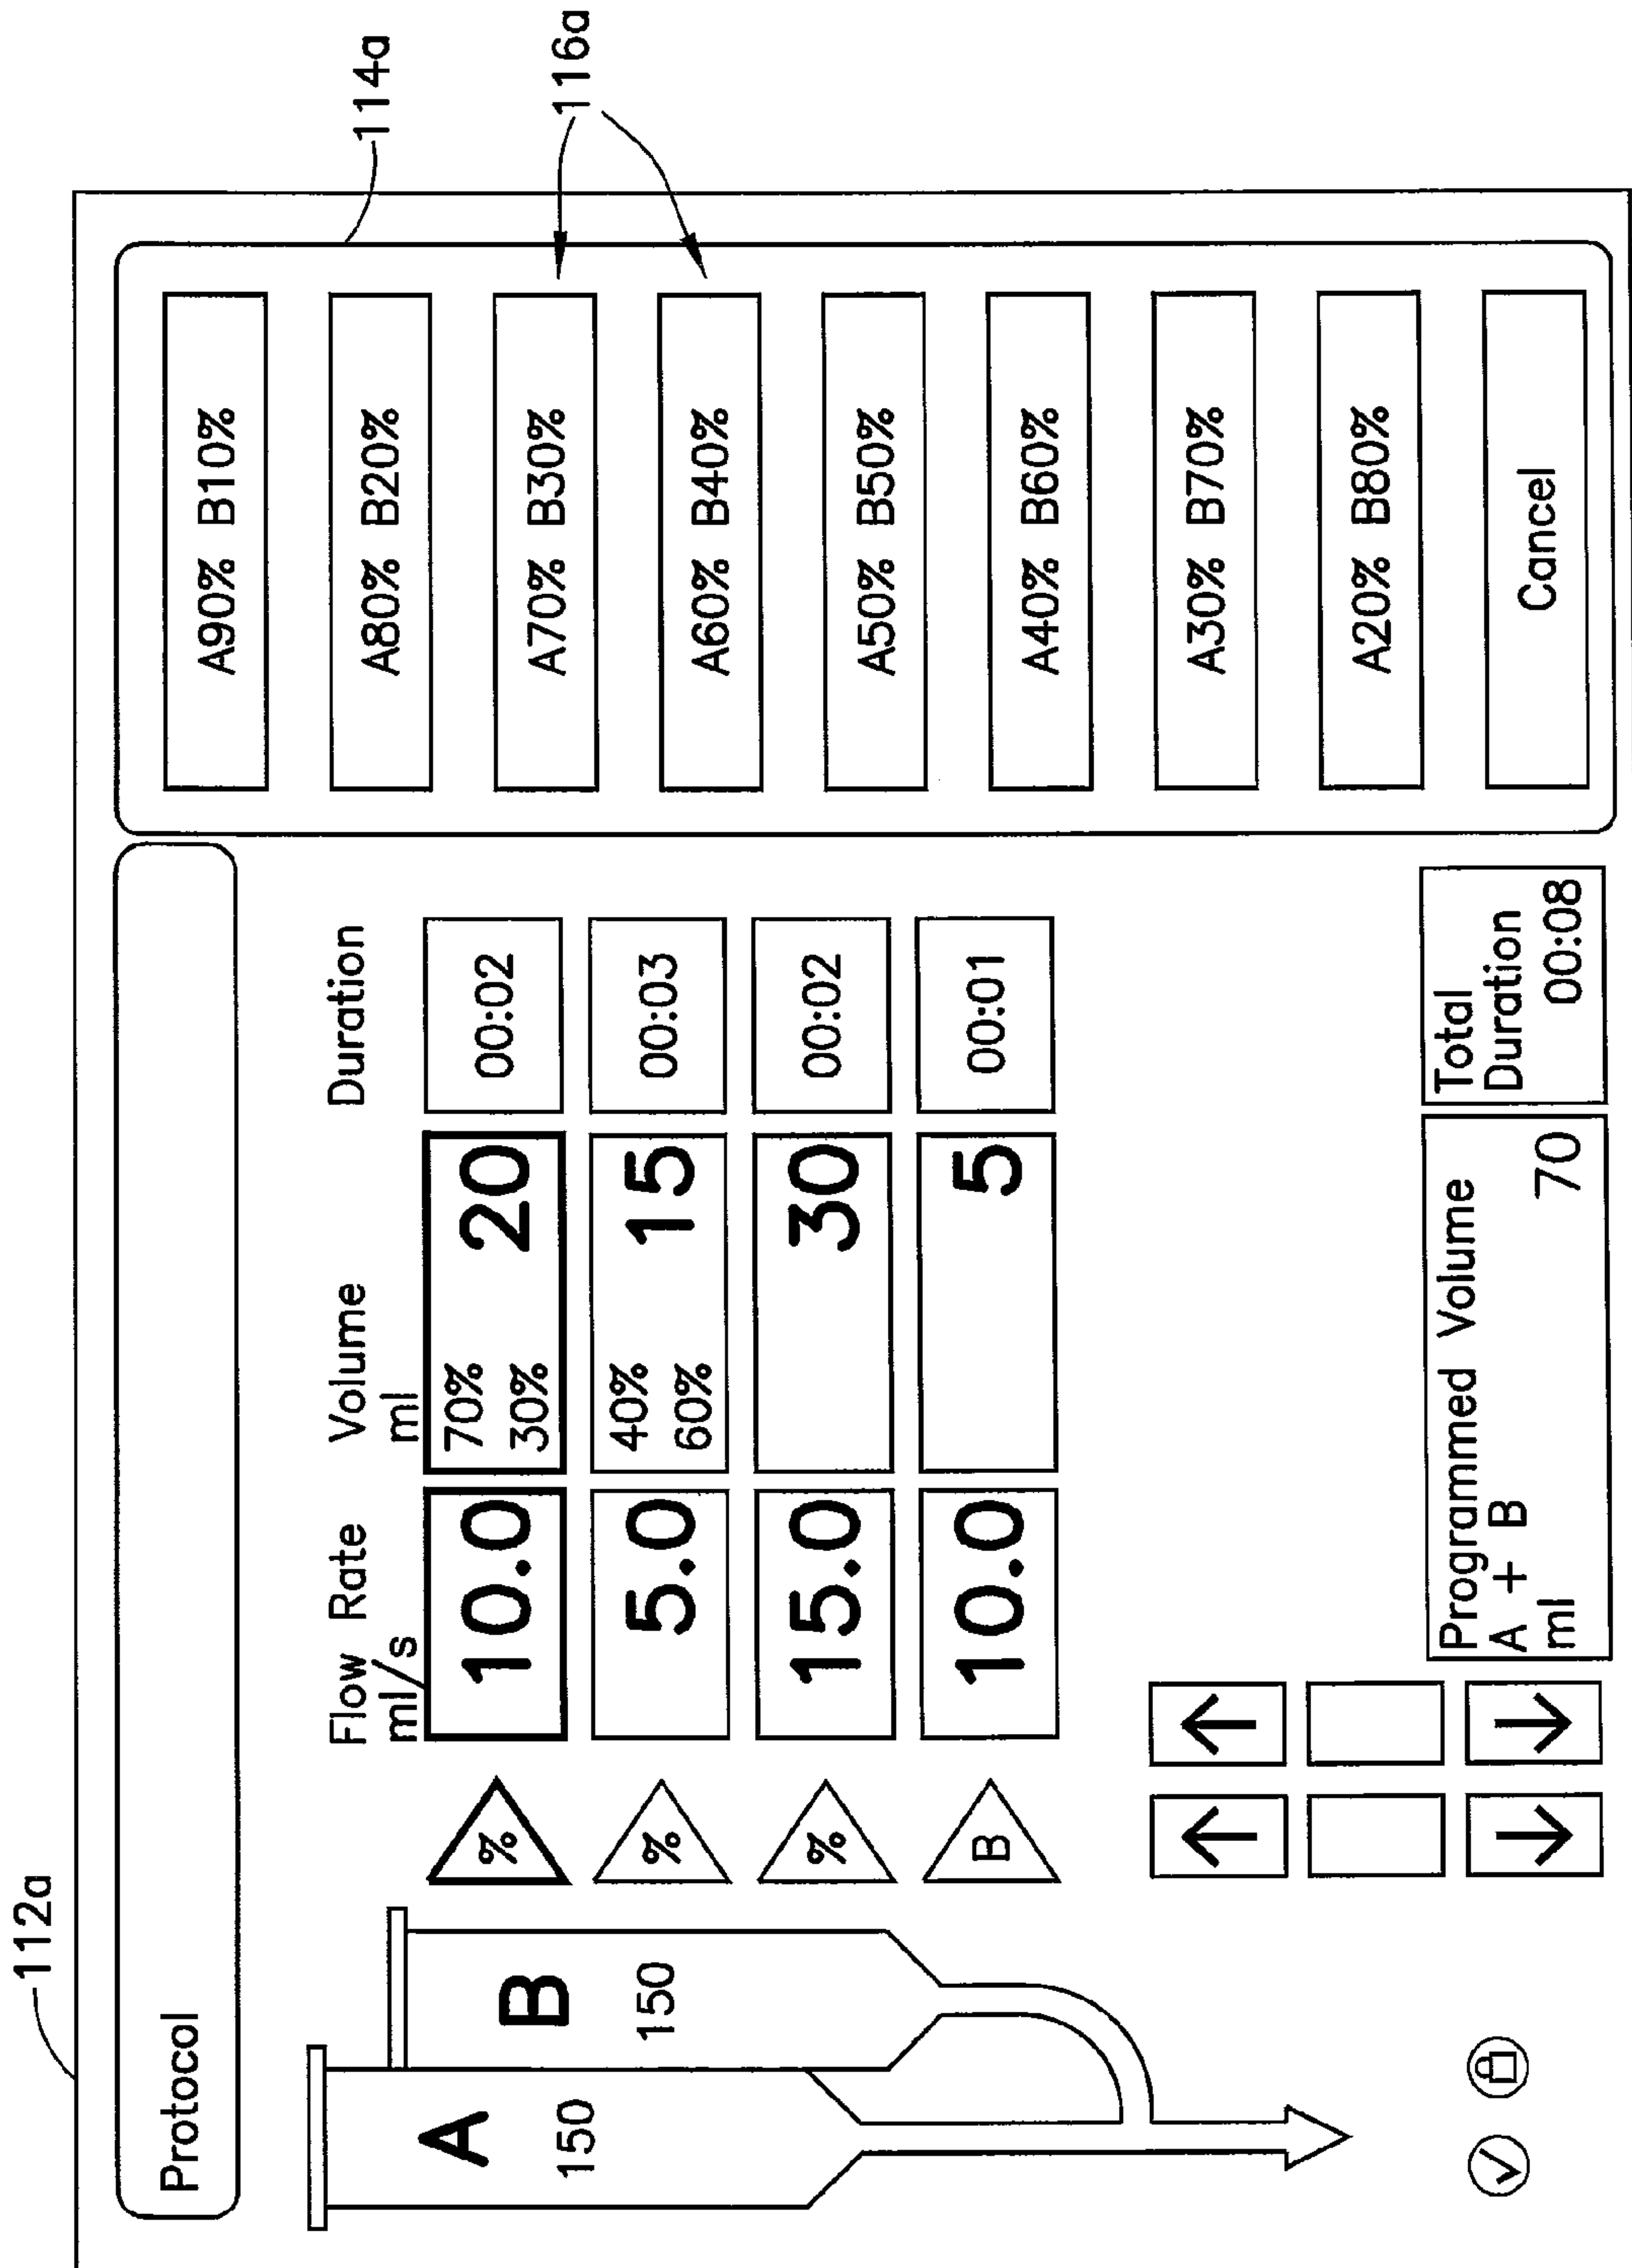 112a
114a
116a
Protocol
A
150
B
150
Flow Rate
ml/s
Volume
ml
Duration
%
10.0
70%
30%
20
00:02
%
5.0
40%
60%
15
00:03
%
15.0
30
00:02
B
10.0
5
00:01
Programmed Volume
A + B
ml
70
Total
Duration
00:08
A90% B10%
A80% B20%
A70% B30%
A60% B40%
A50% B50%
A40% B60%
A30% B70%
A20% B80%
Cancel